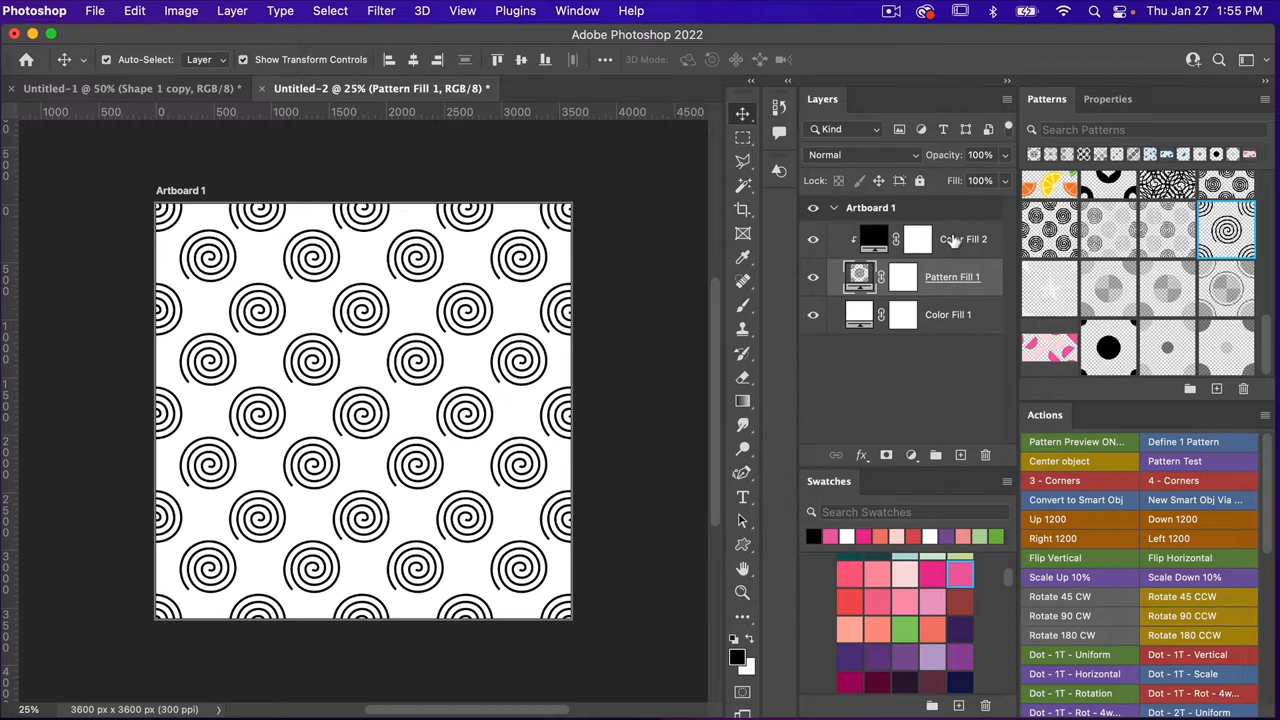 Photoshop File Edit Image Layer Type Select Filter 3D View Plugins Window Help Thu Jan 27 1:55 PM
Adobe Photoshop 2022
Auto-Select: Layer Show Transform Controls 3D Mode:
Untitled-1 @ 50% (Shape 1 copy, RGB/8) * Untitled-2 @ 25% (Pattern Fill 1, RGB/8) *
1000 0 500 1000 1500 2000 2500 3000 3500 4000 4500
Artboard 1
Layers
Kind
Normal Opacity: 100%
Lock: Fill: 100%
Artboard 1
Color Fill 2
Pattern Fill 1
Color Fill 1
Swatches
Search Swatches
Patterns Properties
Search Patterns
Actions
Pattern Preview ON... Define 1 Pattern
Center object Pattern Test
3 - Corners 4 - Corners
Convert to Smart Obj New Smart Obj Via ...
Up 1200 Down 1200
Right 1200 Left 1200
Flip Vertical Flip Horizontal
Scale Up 10% Scale Down 10%
Rotate 45 CW Rotate 45 CCW
Rotate 90 CW Rotate 90 CCW
Rotate 180 CW Rotate 180 CCW
Dot - 1T - Uniform Dot - 1T - Vertical
Dot - 1T - Horizontal Dot - 1T - Scale
Dot - 1T - Rotation Dot - 1T - Rot - 4w...
Dot - 1T - Rot - 4w... Dot - 2T - Uniform
25% 3600 px x 3600 px (300 ppi)